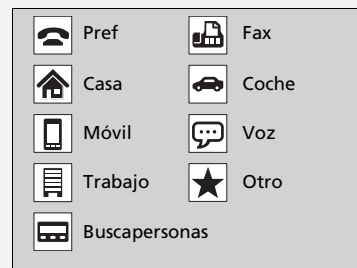 Pref Fax
Casa Coche
Móvil Voz
Trabajo Otro
Buscapersonas